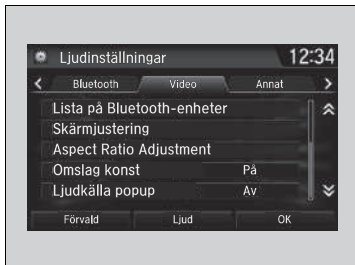 Ljudinställningar 12:34
Bluetooth Video Annat
Lista på Bluetooth-enheter
Skärmjustering
Aspect Ratio Adjustment
Omslag konst På
Ljudkälla popup Av
Förvald Ljud OK